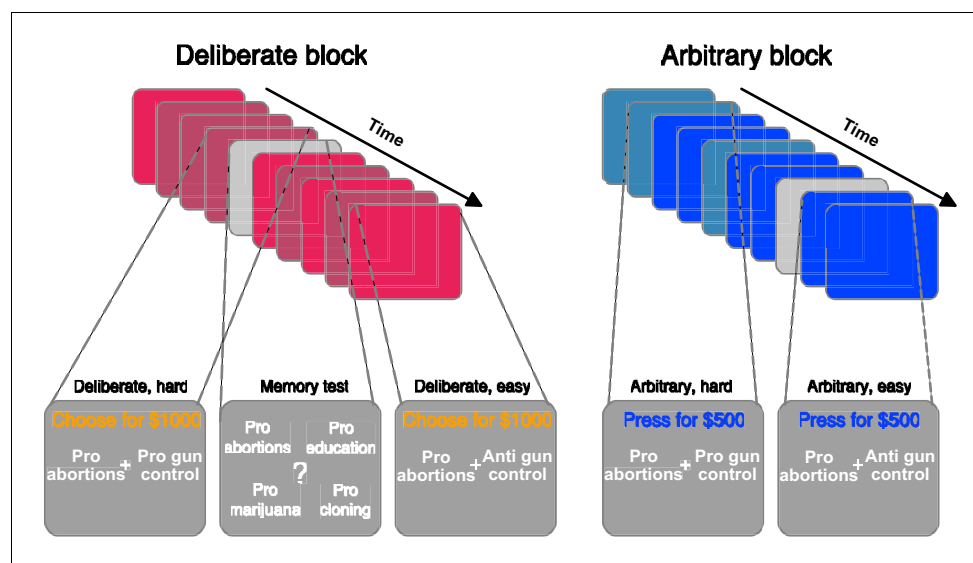 Deliberate block
Arbitrary block
Time
Time
Deliberate, hard
Memory test
Deliberate, easy
Arbitrary, hard
Arbitrary, easy
Choose for $1000
Pro
abortions
+
Pro gun
control
Pro
abortions
Pro
education
?
Pro
marijuana
Pro
cloning
Choose for $1000
Pro
abortions
+
Anti gun
control
Press for $500
Pro
abortions
+
Pro gun
control
Press for $500
Pro
abortions
+
Anti gun
control